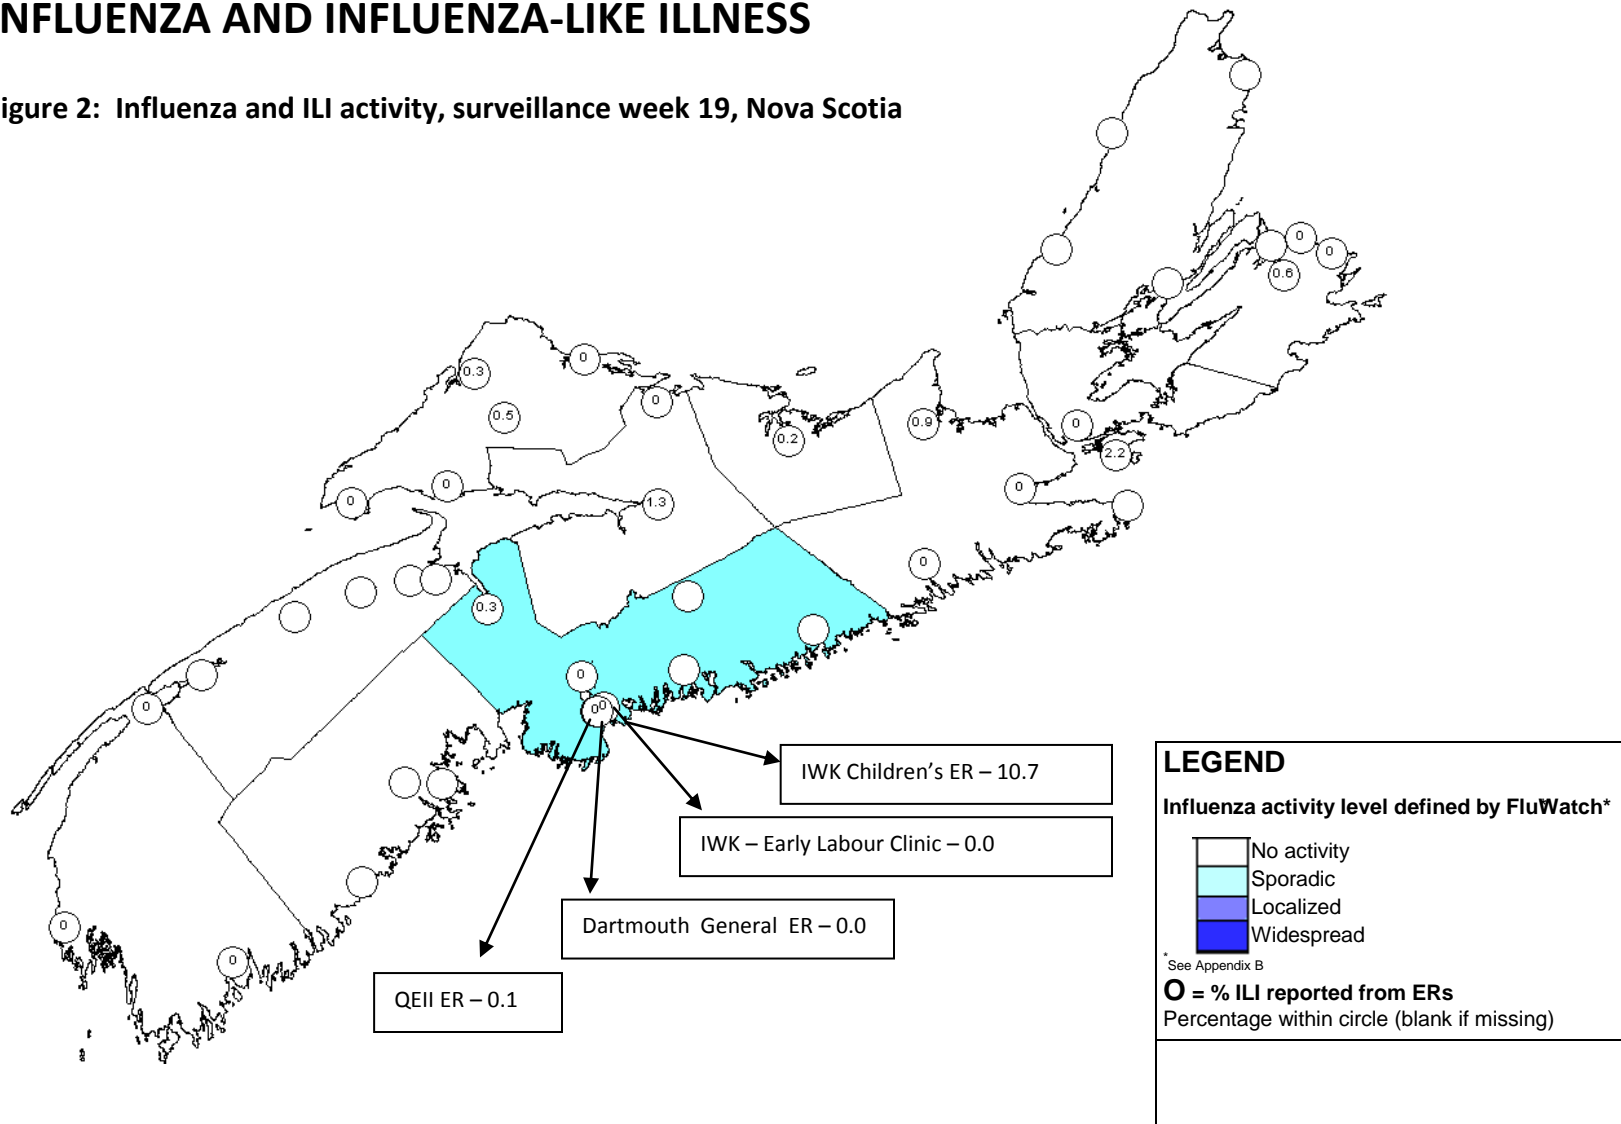 NFLUENZA AND INFLUENZA-LIKE ILLNESS
igure 2:  Influenza and ILI activity, surveillance week 19, Nova Scotia
0
0
0.6
0
0.3
0.5
0
0.2
0.9
0
2.2
0
0
1.3
0
0
0.3
0
0
0
0
0
0
IWK Children's ER – 10.7
IWK – Early Labour Clinic – 0.0
Dartmouth  General  ER – 0.0
QEII ER – 0.1
LEGEND
Influenza activity level defined by FluWatch*
No activity
Sporadic
Localized
Widespread
*See Appendix B
O = % ILI reported from ERs
Percentage within circle (blank if missing)